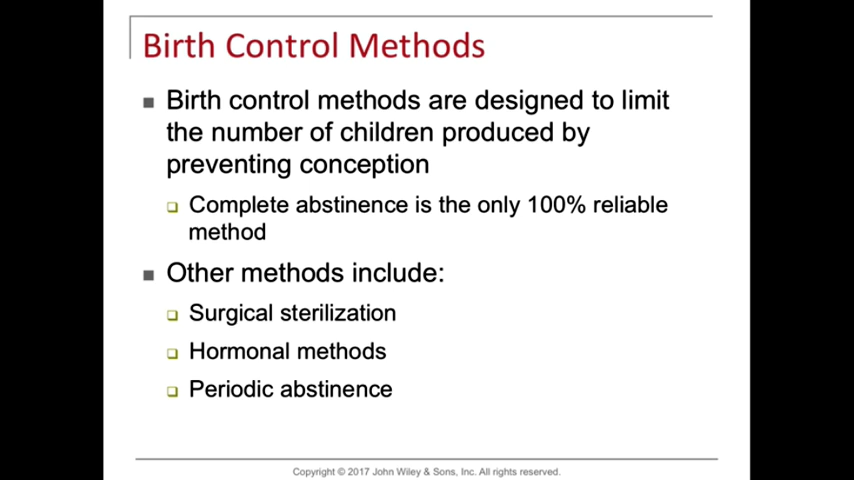 Birth Control Methods
Birth control methods are designed to limit
the number of children produced by
preventing conception
Complete abstinence is the only 100% reliable
method
Other methods include:
Surgical sterilization
Hormonal methods
Periodic abstinence
Copyright © 2017 John Wiley & Sons, Inc. All rights reserved.